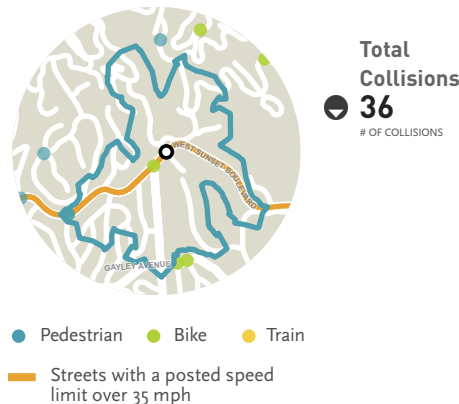 Total
Collisions
36
# OF COLLISIONS
WEST SUNSET BOULEVARD
GAYLEY AVENUE
Pedestrian
Bike
Train
Streets with a posted speed
limit over 35 mph